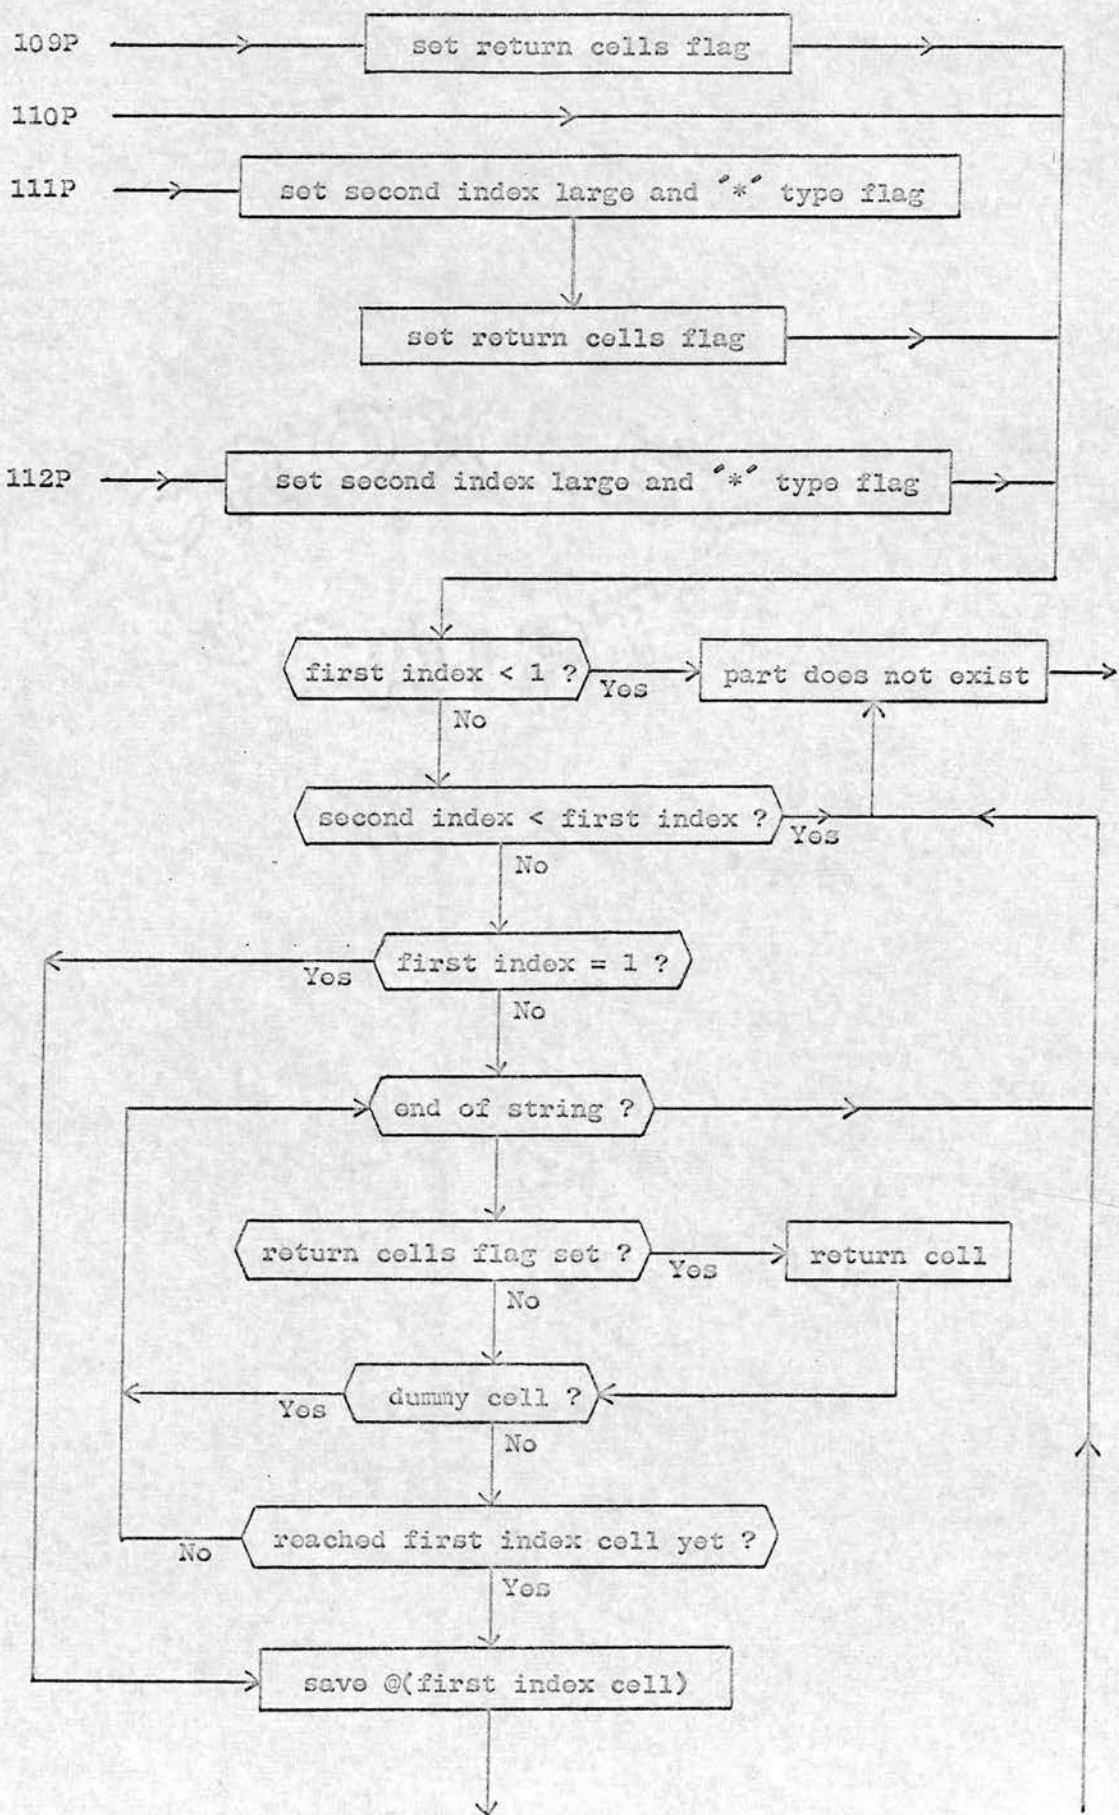 109P
set return cells flag
110P
111P
set second index large and '*' type flag
set return cells flag
112P
set second index large and '*' type flag
first index < 1 ?
Yes
part does not exist
No
second index < first index ?
Yes
No
first index = 1 ?
Yes
No
end of string ?
return cells flag set ?
Yes
return cell
No
dummy cell ?
Yes
No
reached first index cell yet ?
No
Yes
save @(first index cell)